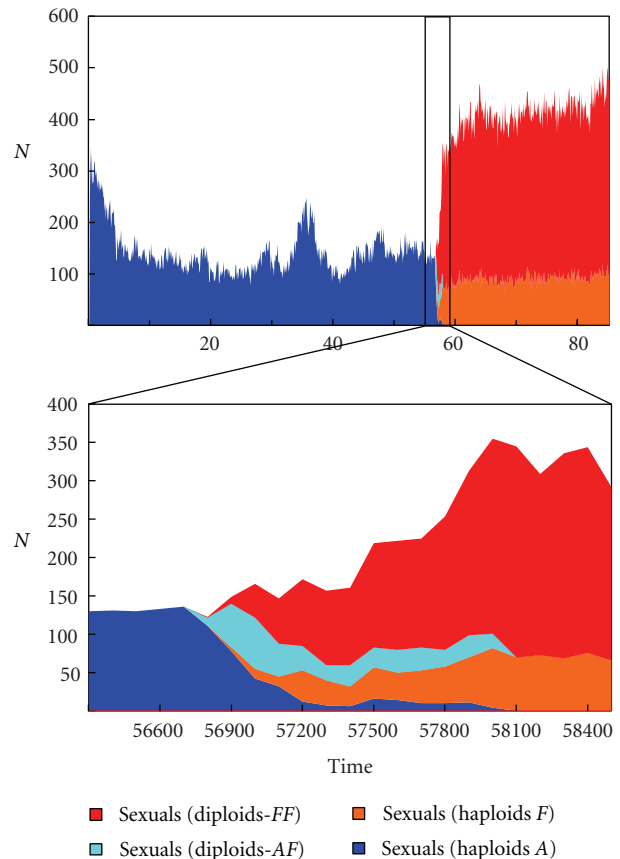 600
500
400
N
300
200
100
20 40 60 80
400
350
300
250
N
200
150
100
50
56600 56900 57200 57500 57800 58100 58400
Time
Sexuals (diploids-FF) Sexuals (haploids F)
Sexuals (diploids-AF) Sexuals (haploids A)